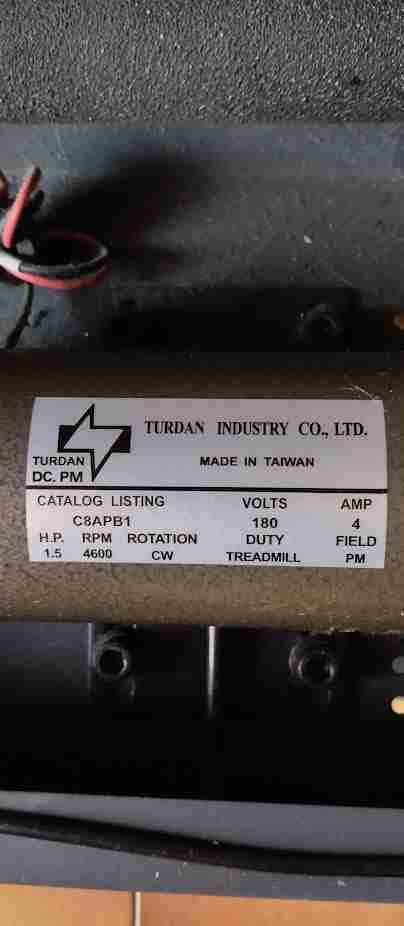 TURDAN INDUSTRY CO., LTD.
TURDAN
MADE IN TAIWAN
DC. PM
CATALOG LISTING VOLTS AMP
C8APB1 180 4
H.P. RPM ROTATION DUTY FIELD
1.5 4600 CW TREADMILL PM